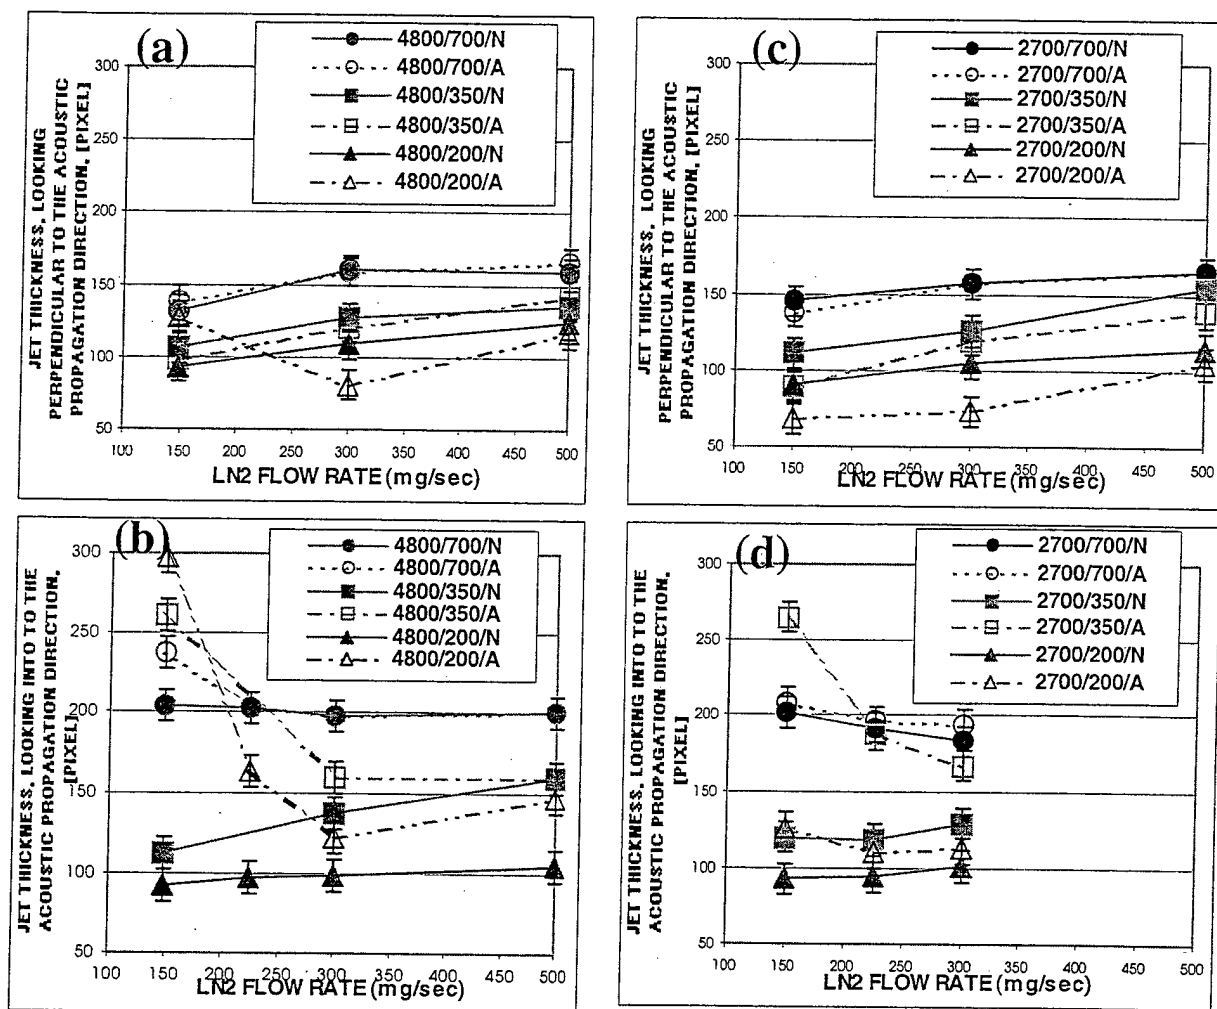 (a)
4800/700/N
4800/700/A
4800/350/N
4800/350/A
4800/200/N
4800/200/A
JET THICKNESS, LOOKING
PERPENDICULAR TO THE ACOUSTIC
PROPAGATION DIRECTION, [PIXEL]
300
250
200
150
100
50
100 150 200 250 300 350 400 450 500
LN2 FLOW RATE (mg/sec)
(c)
2700/700/N
2700/700/A
2700/350/N
2700/350/A
2700/200/N
2700/200/A
JET THICKNESS, LOOKING
PERPENDICULAR TO THE ACOUSTIC
PROPAGATION DIRECTION, [PIXEL]
300
250
200
150
100
50
100 150 200 250 300 350 400 450 500
LN2 FLOW RATE (mg/sec)
(b)
4800/700/N
4800/700/A
4800/350/N
4800/350/A
4800/200/N
4800/200/A
JET THICKNESS, LOOKING INTO TO THE
ACOUSTIC PROPAGATION DIRECTION,
[PIXEL]
300
250
200
150
100
50
100 150 200 250 300 350 400 450 500
LN2 FLOW RATE (mg/sec)
(d)
2700/700/N
2700/700/A
2700/350/N
2700/350/A
2700/200/N
2700/200/A
JET THICKNESS, LOOKING INTO TO THE
ACOUSTIC PROPAGATION DIRECTION,
[PIXEL]
300
250
200
150
100
50
100 150 200 250 300 350 400 450 500
LN2 FLOW RATE (mg/sec)